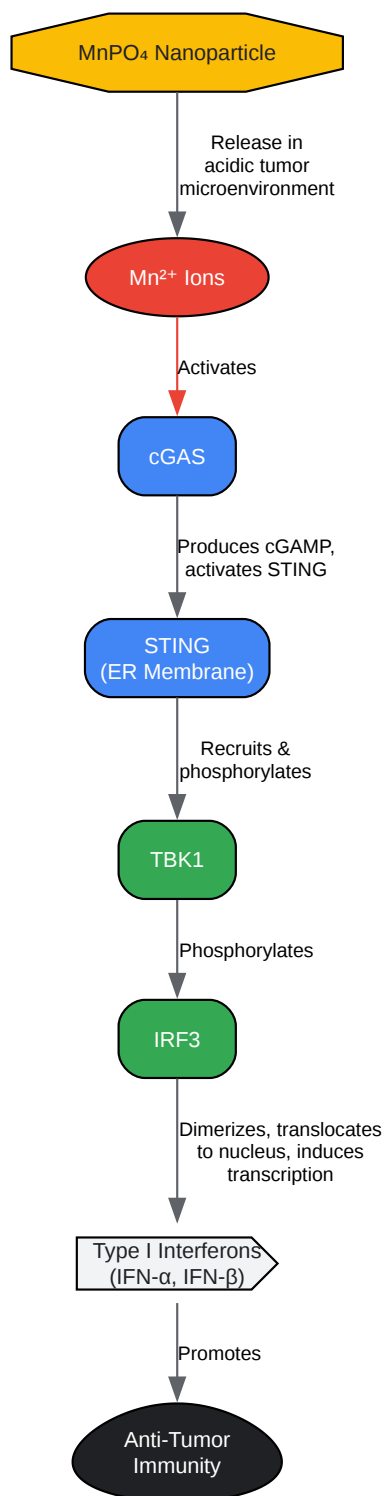 MnPO₄ Nanoparticle
Release in
acidic tumor
microenvironment
Mn²⁺ Ions
Activates
cGAS
Produces cGAMP,
activates STING
STING
(ER Membrane)
Recruits &
phosphorylates
TBK1
Phosphorylates
IRF3
Dimerizes, translocates
to nucleus, induces
transcription
Type I Interferons
(IFN-α, IFN-β)
Promotes
Anti-Tumor
Immunity